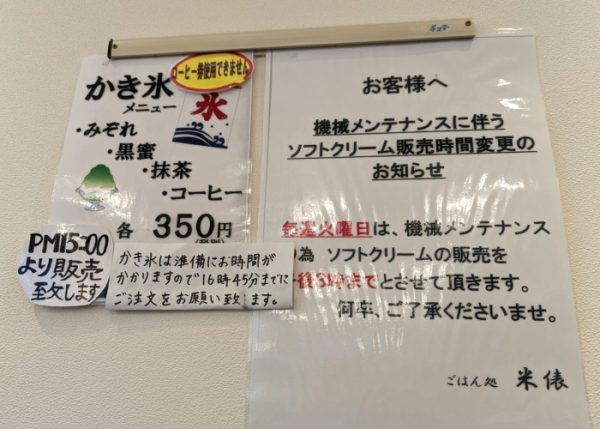 コーヒー券使用できません
かき氷
メニュー
・みぞれ
・黒蜜
・抹茶
・コーヒー
氷
各 350円
(税別)
PM15:00
より販売
致します
かき氷は準備にお時間が
かかりますので16時45分までに
ご注文をお願い致します。
お客様へ
機械メンテナンスに伴う
ソフトクリーム販売時間変更の
お知らせ
毎週火曜日は、機械メンテナンス
の為 ソフトクリームの販売を
後5時までとさせて頂きます。
何卒、ご了承くださいませ。
ごはん処 米俵